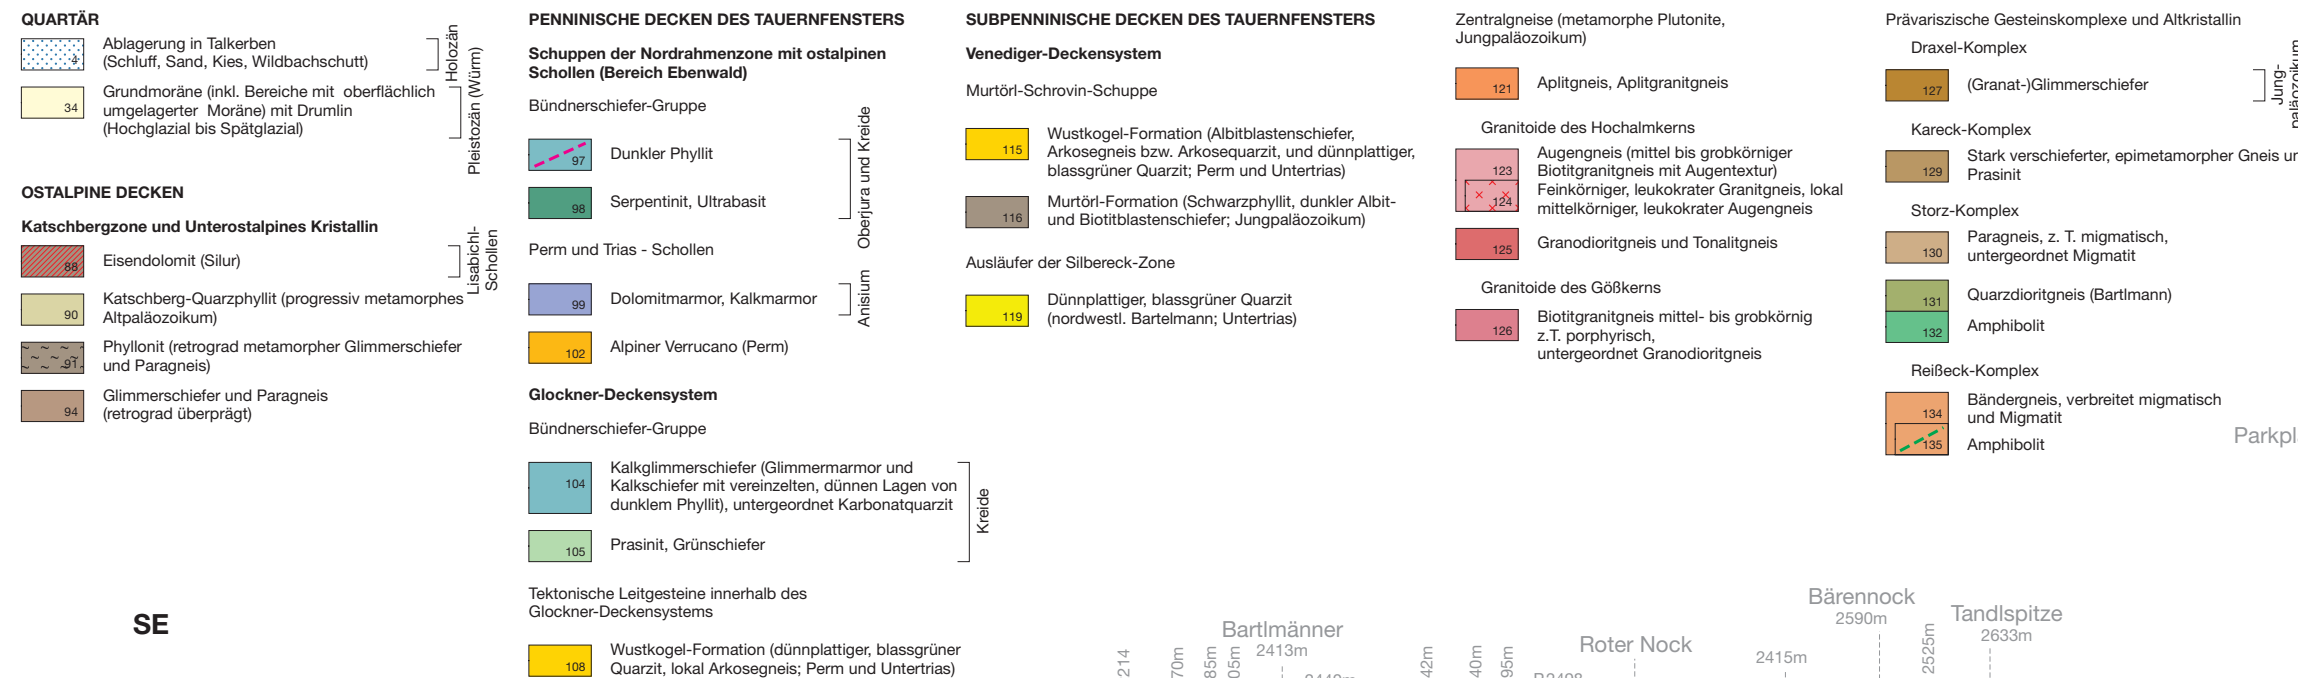 QUARTÄR
4
Ablagerung in Talkerben
(Schluff, Sand, Kies, Wildbachschutt)
Holozän
34
Grundmoräne (inkl. Bereiche mit oberflächlich
umgelagerter Moräne) mit Drumlin
(Hochglazial bis Spätglazial)
Pleistozän (Würm)
OSTALPINE DECKEN
Katschbergzone und Unterostalpines Kristallin
88
Eisendolomit (Silur)
Lisabichl-
Schollen
90
Katschberg-Quarzphyllit (progressiv metamorphes
Altpaläozoikum)
91
Phyllonit (retrograd metamorpher Glimmerschiefer
und Paragneis)
94
Glimmerschiefer und Paragneis
(retrograd überprägt)
SE
PENNINISCHE DECKEN DES TAUERNFENSTERS
Schuppen der Nordrahmenzone mit ostalpinen
Schollen (Bereich Ebenwald)
Bündnerschiefer-Gruppe
97
Dunkler Phyllit
98
Serpentinit, Ultrabasit
Oberjura und Kreide
Perm und Trias - Schollen
99
Dolomitmarmor, Kalkmarmor
Anisium
102
Alpiner Verrucano (Perm)
Glockner-Deckensystem
Bündnerschiefer-Gruppe
104
Kalkglimmerschiefer (Glimmermarmor und
Kalkschiefer mit vereinzelten, dünnen Lagen von
dunklem Phyllit), untergeordnet Karbonatquarzit
105
Prasinit, Grünschiefer
Kreide
Tektonische Leitgesteine innerhalb des
Glockner-Deckensystems
108
Wustkogel-Formation (dünnplattiger, blassgrüner
Quarzit, lokal Arkosegneis; Perm und Untertrias)
SUBPENNINISCHE DECKEN DES TAUERNFENSTERS
Venediger-Deckensystem
Murtörl-Schrovin-Schuppe
115
Wustkogel-Formation (Albitblastenschiefer,
Arkosegneis bzw. Arkosequarzit, und dünnplattiger,
blassgrüner Quarzit; Perm und Untertrias)
116
Murtörl-Formation (Schwarzphyllit, dunkler Albit-
und Biotitblastenschiefer; Jungpaläozoikum)
Ausläufer der Silbereck-Zone
119
Dünnplattiger, blassgrüner Quarzit
(nordwestl. Bartelmann; Untertrias)
Zentralgneise (metamorphe Plutonite,
Jungpaläozoikum)
121
Aplitgneis, Aplitgranitgneis
Granitoide des Hochalmkerns
123
Augengneis (mittel bis grobkörniger
Biotitgranitgneis mit Augentextur)
124
Feinkörniger, leukokrater Granitgneis, lokal
mittelkörniger, leukokrater Augengneis
125
Granodioritgneis und Tonalitgneis
Granitoide des Gößkerns
126
Biotitgranitgneis mittel- bis grobkörnig
z.T. porphyrisch,
untergeordnet Granodioritgneis
Prävariszische Gesteinskomplexe und Altkristallin
Draxel-Komplex
127
(Granat-)Glimmerschiefer
Jung-
paläozoikum
Kareck-Komplex
129
Stark verschieferter, epimetamorpher Gneis un
Prasinit
Storz-Komplex
130
Paragneis, z. T. migmatisch,
untergeordnet Migmatit
131
Quarzdioritgneis (Bartlmann)
132
Amphibolit
Reißeck-Komplex
134
Bändergneis, verbreitet migmatisch
und Migmatit
135
Amphibolit
Parkpl
214
70m
85m
05m
Bartlmänner
2413m
42m
40m
95m
Roter Nock
2415m
Bärennock
2590m
2525m
Tandlspitze
2633m